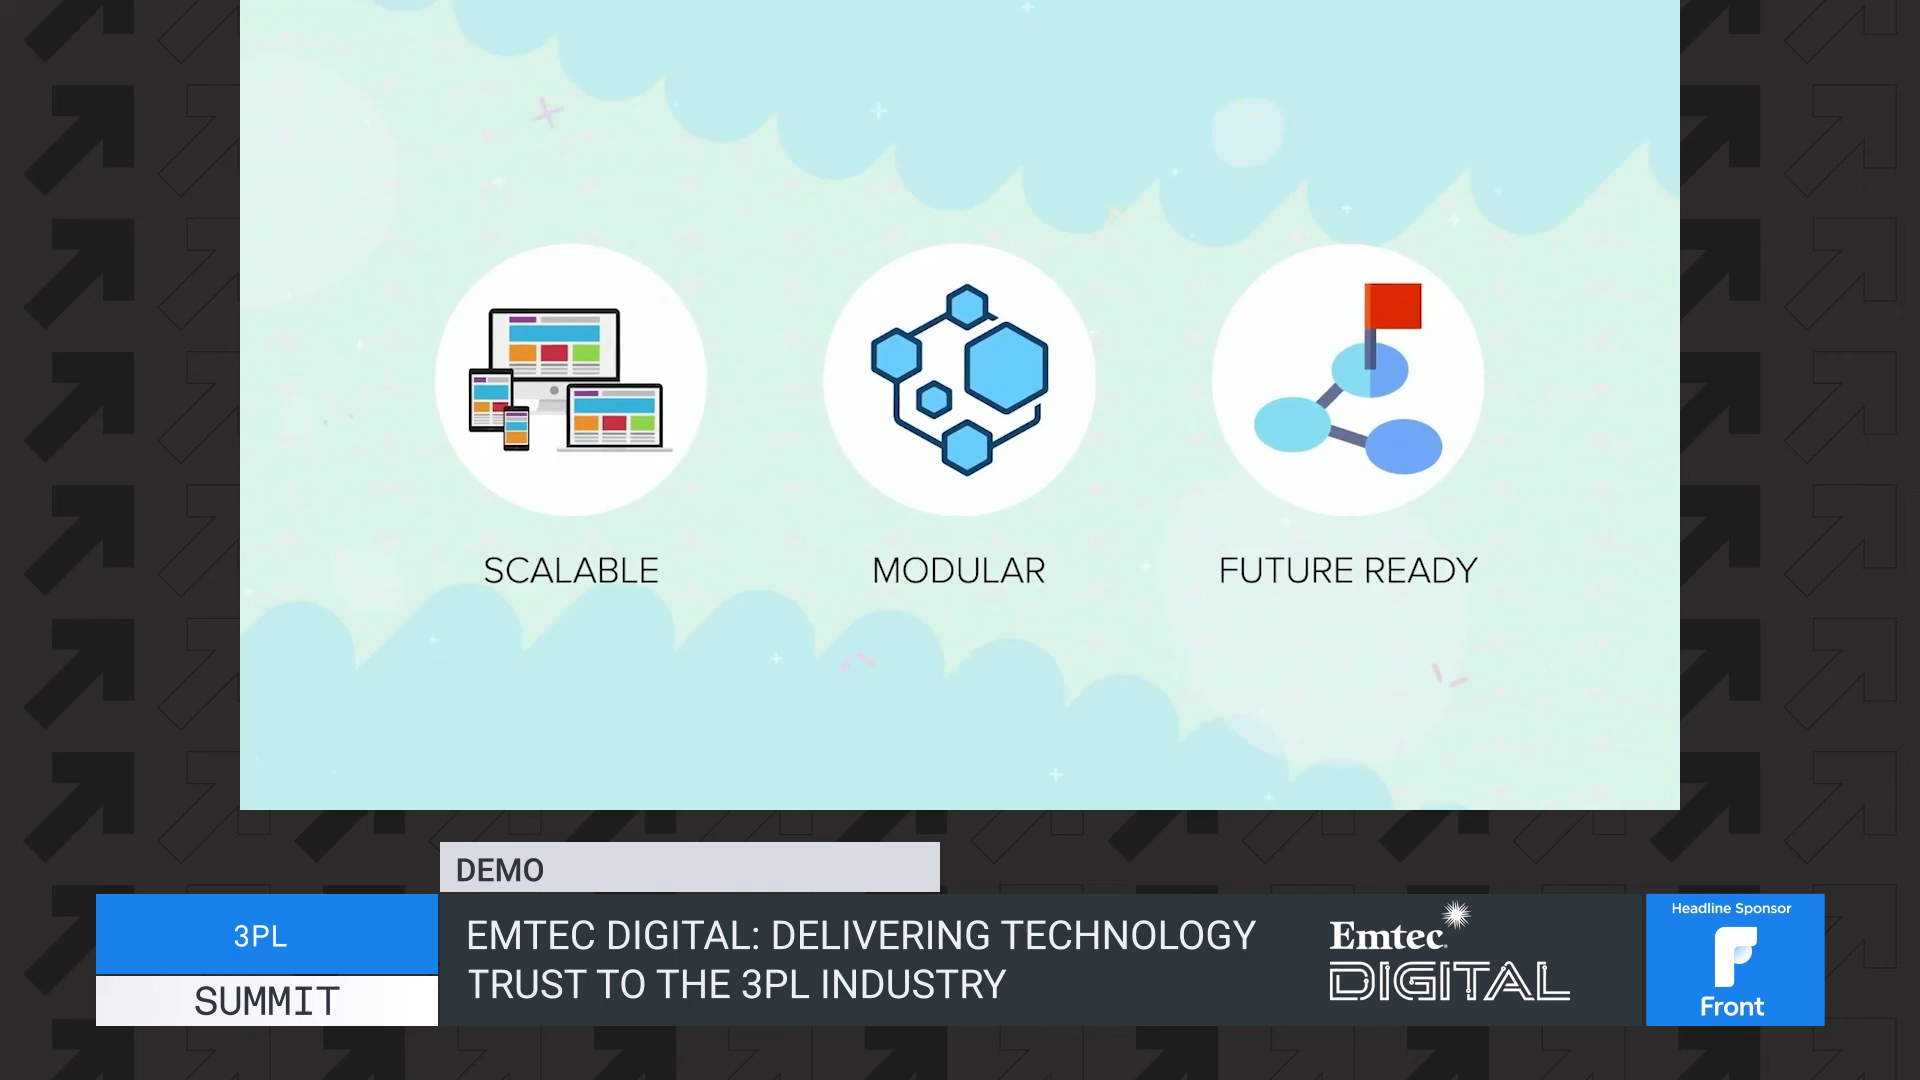 SCALABLE
MODULAR
FUTURE READY
DEMO
3PL
SUMMIT
EMTEC DIGITAL: DELIVERING TECHNOLOGY
TRUST TO THE 3PL INDUSTRY
Emtec
DIGITAL
Headline Sponsor
Front